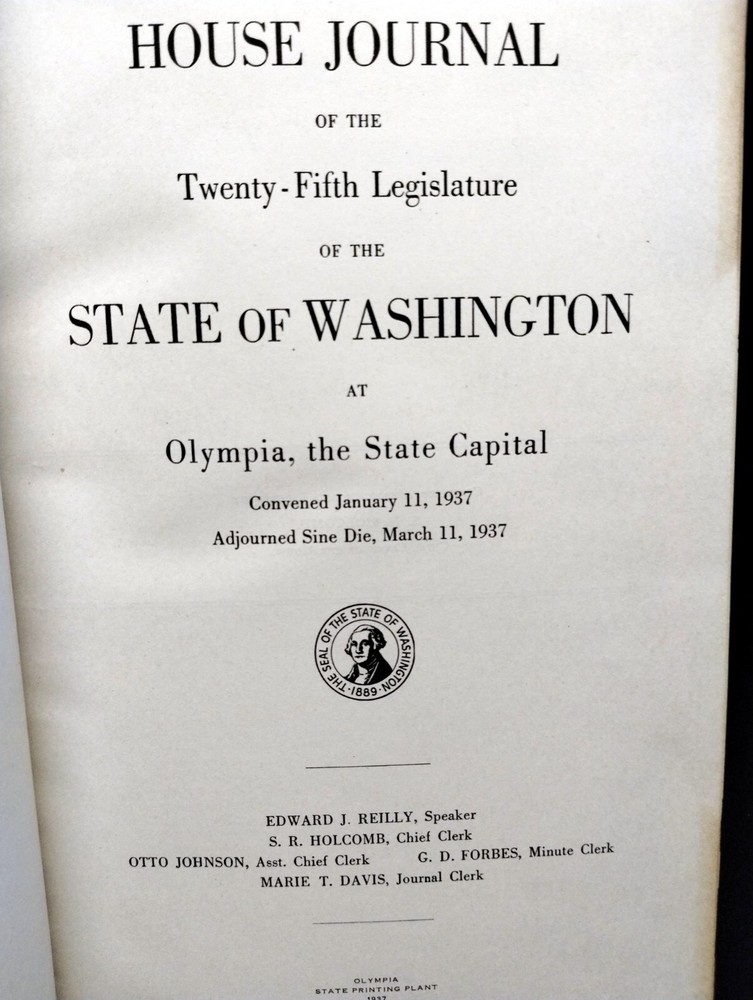 HOUSE JOURNAL
OF THE
Twenty-Fifth Legislature
OF THE
STATE OF WASHINGTON
AT
Olympia, the State Capital
Convened January 11, 1937
Adjourned Sine Die, March 11, 1937
THE SEAL OF THE STATE OF WASHINGTON
·1889·
EDWARD J. REILLY, Speaker
S. R. HOLCOMB, Chief Clerk
OTTO JOHNSON, Asst. Chief Clerk G. D. FORBES, Minute Clerk
MARIE T. DAVIS, Journal Clerk
OLYMPIA
STATE PRINTING PLANT
1937